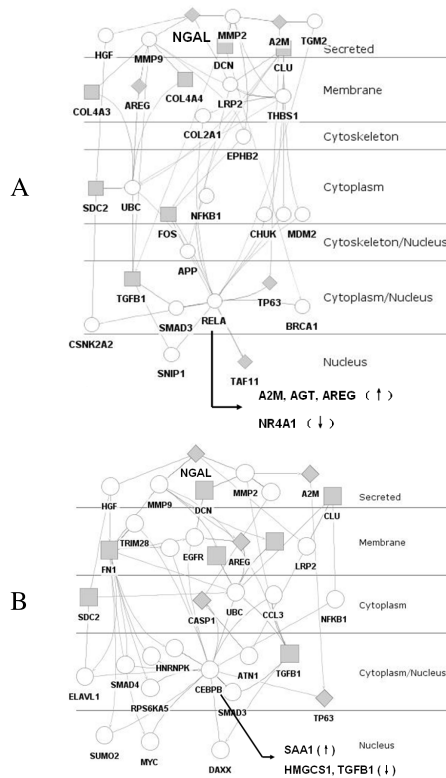 A
NGAL
MMP2
A2M
TGM2
HGF
MMP9
DCN
CLU
Secreted
Membrane
COL4A3
AREG
COL4A4
LRP2
THBS1
COL2A1
Cytoskeleton
EPHB2
Cytoplasm
SDC2
UBC
NFKB1
FOS
CHUK
MDM2
Cytoskeleton/Nucleus
APP
TGFB1
TP63
Cytoplasm/Nucleus
SMAD3
RELA
BRCA1
CSNK2A2
SNIP1
TAF11
Nucleus
A2M, AGT, AREG (↑)
NR4A1 (↓)
B
NGAL
HGF
MMP9
DCN
MMP2
A2M
CLU
Secreted
TRIM28
FN1
EGFR
AREG
LRP2
Membrane
SDC2
CASP1
UBC
CCL3
NFKB1
Cytoplasm
ELAVL1
SMAD4
HNRNPK
RPS6KA5
CEBPB
ATN1
TGFB1
SMAD3
TP63
Cytoplasm/Nucleus
SUMO2
MYC
DAXX
Nucleus
SAA1 (↑)
HMGCS1, TGFB1 (↓)